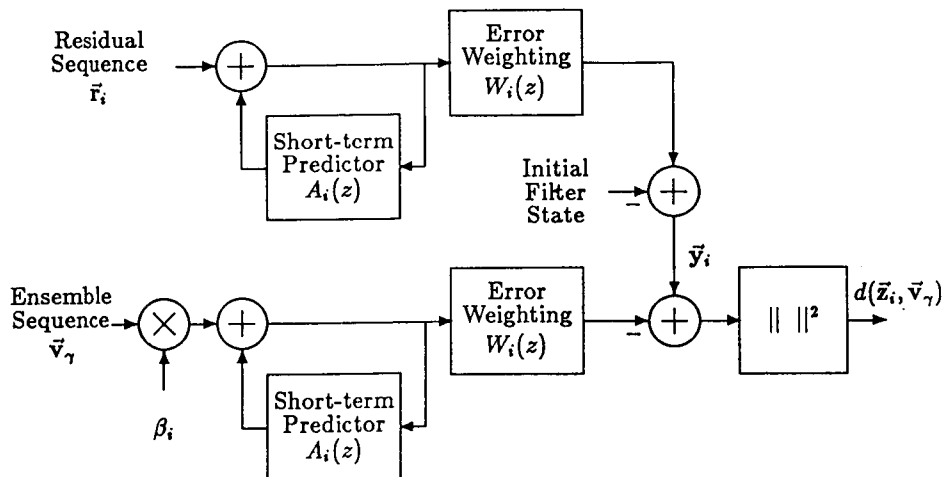 Residual
Sequence
r⃗ᵢ
+
Error
Weighting
Wᵢ(z)
Short-term
Predictor
Aᵢ(z)
Initial
Filter
State
−
+
y⃗ᵢ
Ensemble
Sequence
v⃗ᵧ
×
βᵢ
+
Error
Weighting
Wᵢ(z)
Short-term
Predictor
Aᵢ(z)
−
+
|| ||²
d(z⃗ᵢ, v⃗ᵧ)